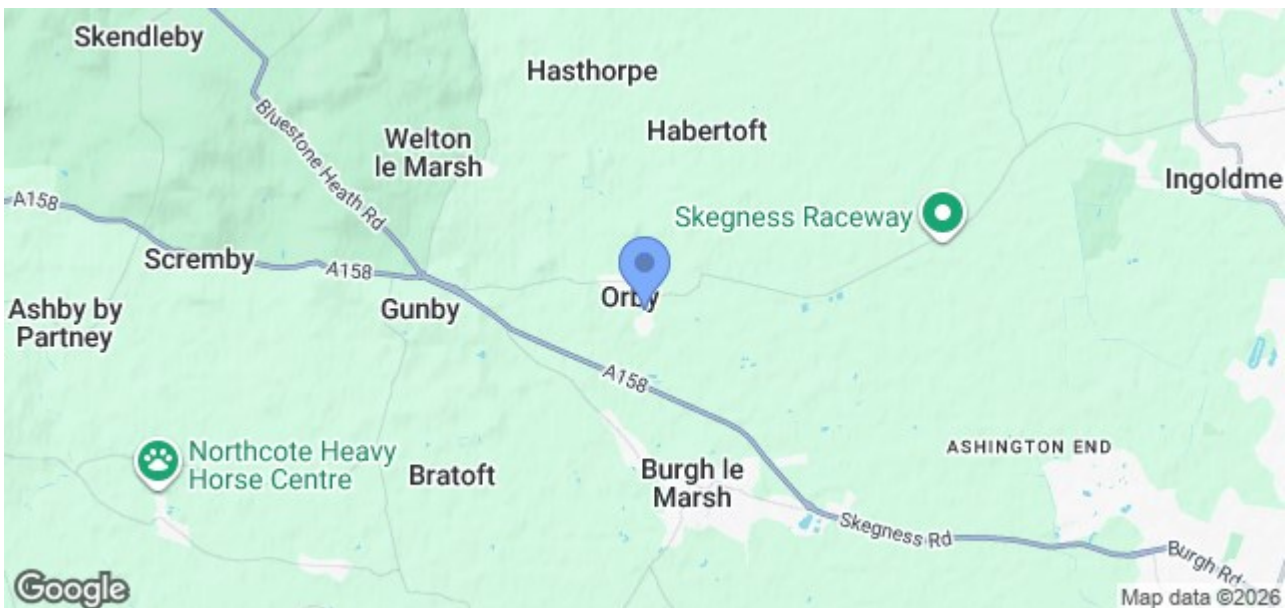 Skendleby
Hasthorpe
Bluestone Heath Rd
Welton
le Marsh
Habertoft
Ingoldme
A158
Skegness Raceway
Scremby
A158
Orby
Gunby
Ashby by
Partney
A158
Northcote Heavy
Horse Centre
Bratoft
Burgh le
Marsh
ASHINGTON END
Skegness Rd
Burgh Rd
Google
Map data ©2026